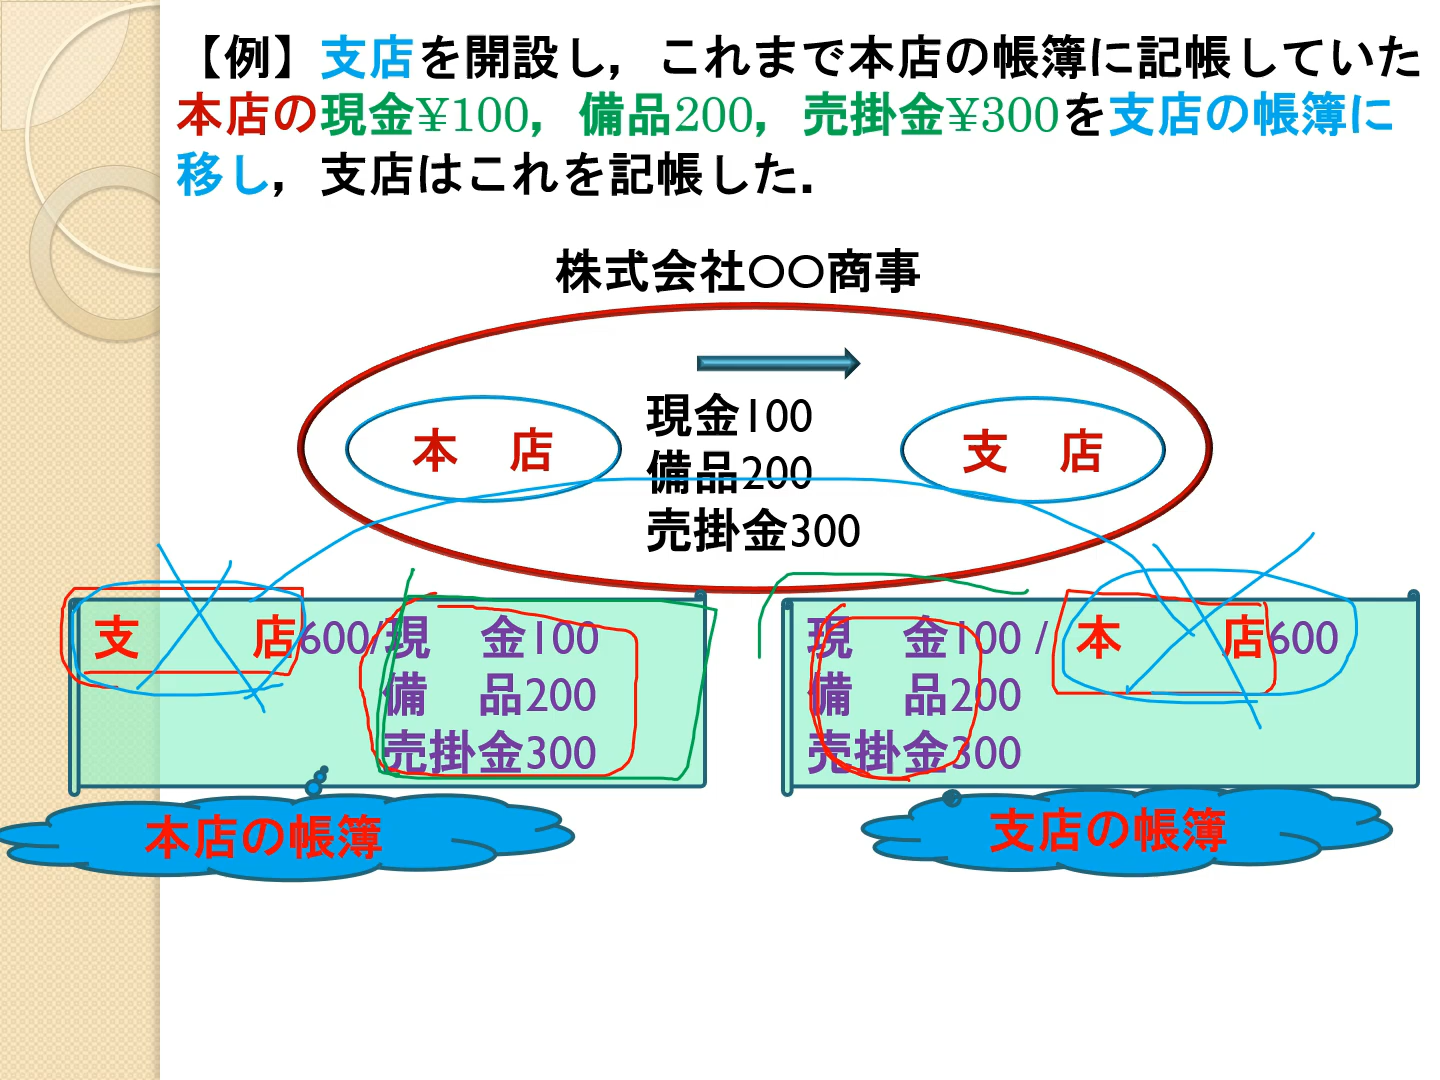 【例】支店を開設し，これまで本店の帳簿に記帳していた
本店の現金¥100，備品200，売掛金¥300を支店の帳簿に
移し，支店はこれを記帳した．
株式会社○○商事
現金100
本　店
支　店
備品200
売掛金300
支　店600/現　金100
備　品200
売掛金300
現　金100 / 本　店600
備　品200
売掛金300
本店の帳簿
支店の帳簿